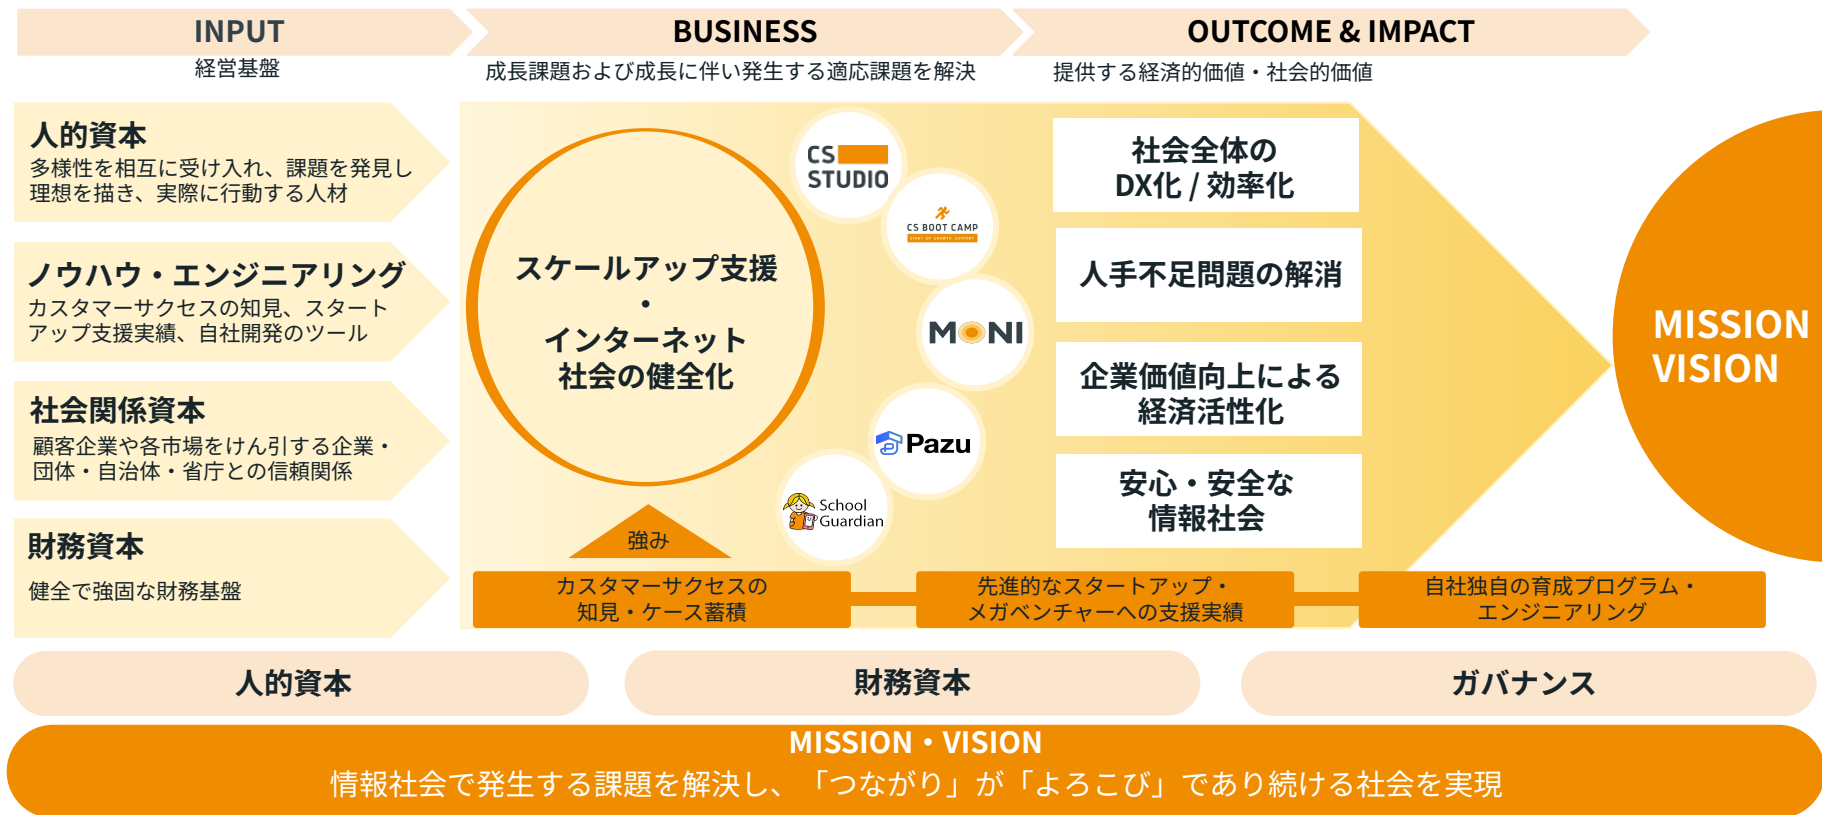 INPUT
経営基盤
BUSINESS
成長課題および成長に伴い発生する適応課題を解決
OUTCOME & IMPACT
提供する経済的価値・社会的価値
人的資本
多様性を相互に受け入れ、課題を発見し
理想を描き、実際に行動する人材
ノウハウ・エンジニアリング
カスタマーサクセスの知見、スタート
アップ支援実績、自社開発のツール
社会関係資本
顧客企業や各市場をけん引する企業・
団体・自治体・省庁との信頼関係
財務資本
健全で強固な財務基盤
スケールアップ支援
・
インターネット
社会の健全化
強み
CS
STUDIO
CS BOOT CAMP
START UP GROWTH SUPPORT
MONI
Pazu
School
Guardian
社会全体の
DX化 / 効率化
人手不足問題の解消
企業価値向上による
経済活性化
安心・安全な
情報社会
MISSION
VISION
カスタマーサクセスの
知見・ケース蓄積
先進的なスタートアップ・
メガベンチャーへの支援実績
自社独自の育成プログラム・
エンジニアリング
人的資本
財務資本
ガバナンス
MISSION・VISION
情報社会で発生する課題を解決し、「つながり」が「よろこび」であり続ける社会を実現